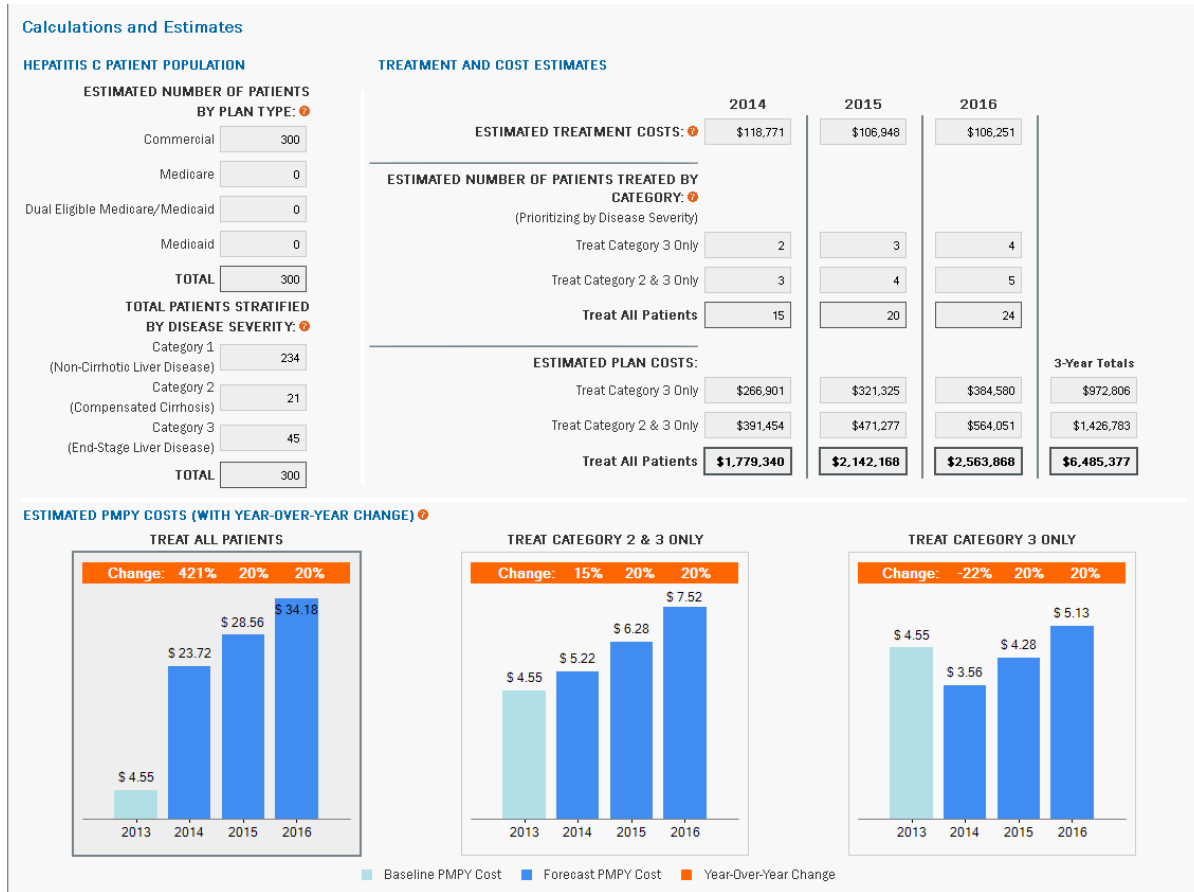 Calculations and Estimates
HEPATITIS C PATIENT POPULATION
ESTIMATED NUMBER OF PATIENTS
BY PLAN TYPE: ?
Commercial 300
Medicare 0
Dual Eligible Medicare/Medicaid 0
Medicaid 0
TOTAL 300
TOTAL PATIENTS STRATIFIED
BY DISEASE SEVERITY: ?
Category 1
(Non-Cirrhotic Liver Disease) 234
Category 2
(Compensated Cirrhosis) 21
Category 3
(End-Stage Liver Disease) 45
TOTAL 300
TREATMENT AND COST ESTIMATES
2014 2015 2016
ESTIMATED TREATMENT COSTS: ? $118,771 $106,948 $106,251
ESTIMATED NUMBER OF PATIENTS TREATED BY
CATEGORY: ?
(Prioritizing by Disease Severity)
Treat Category 3 Only 2 3 4
Treat Category 2 & 3 Only 3 4 5
Treat All Patients 15 20 24
ESTIMATED PLAN COSTS: 3-Year Totals
Treat Category 3 Only $266,901 $321,325 $384,580 $972,806
Treat Category 2 & 3 Only $391,454 $471,277 $564,051 $1,426,783
Treat All Patients $1,779,340 $2,142,168 $2,563,868 $6,485,377
ESTIMATED PMPY COSTS (WITH YEAR-OVER-YEAR CHANGE) ?
TREAT ALL PATIENTS
Change: 421% 20% 20%
$ 34.18
$ 28.56
$ 23.72
$ 4.55
2013 2014 2015 2016
TREAT CATEGORY 2 & 3 ONLY
Change: 15% 20% 20%
$ 7.52
$ 6.28
$ 5.22
$ 4.55
2013 2014 2015 2016
TREAT CATEGORY 3 ONLY
Change: -22% 20% 20%
$ 5.13
$ 4.55
$ 4.28
$ 3.56
2013 2014 2015 2016
Baseline PMPY Cost Forecast PMPY Cost Year-Over-Year Change